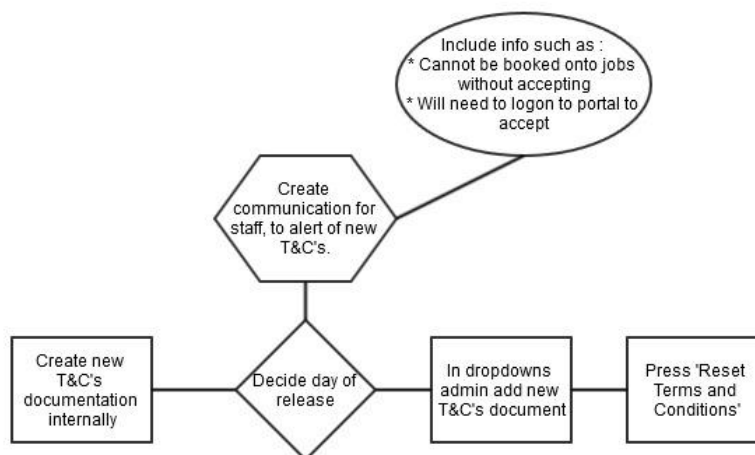 Include info such as :
* Cannot be booked onto jobs
without accepting
* Will need to logon to portal to
accept
Create
communication for
staff, to alert of new
T&C's.
Create new
T&C's
documentation
internally
Decide day of
release
In dropdowns
admin add new
T&C's document
Press 'Reset
Terms and
Conditions'